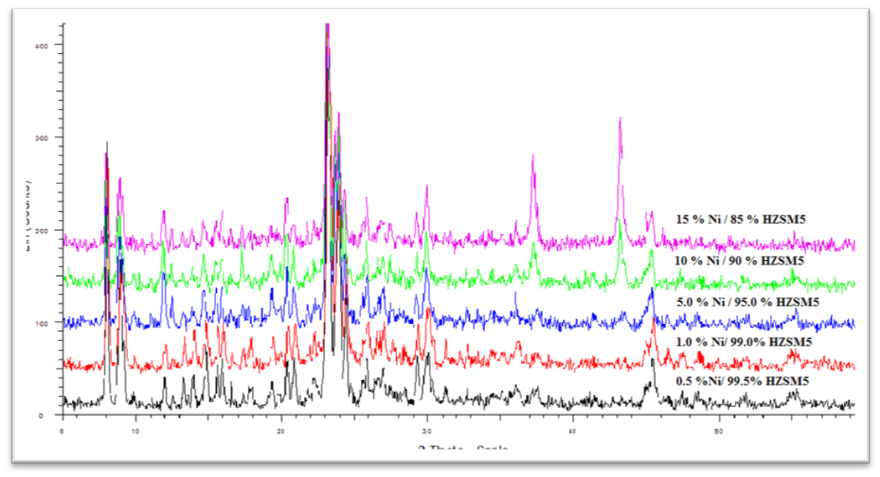 400
300
15 % Ni / 85 % HZSM5
200
10 % Ni / 90 % HZSM5
5.0 % Ni / 95.0 % HZSM5
100
1.0 % Ni/ 99.0% HZSM5
0.5 %Ni/ 99.5% HZSM5
0
10 20 30 40 50